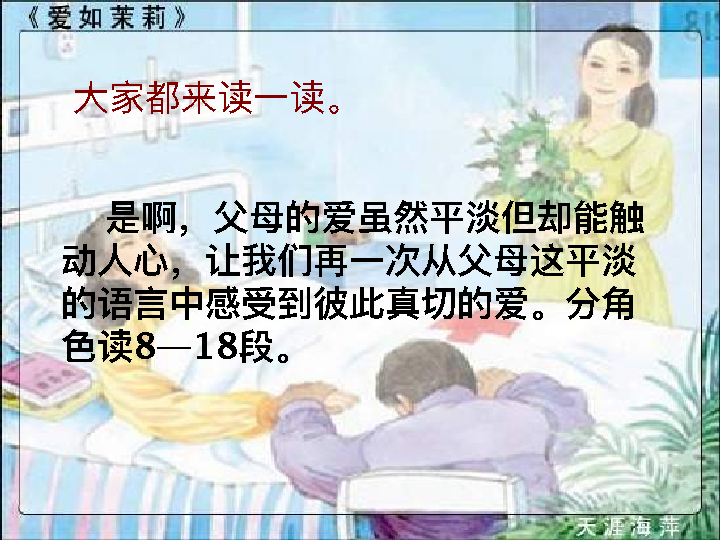 《爱如茉莉》
大家都来读一读。
是啊，父母的爱虽然平淡但却能触
动人心，让我们再一次从父母这平淡
的语言中感受到彼此真切的爱。分角
色读8—18段。
天涯海萍